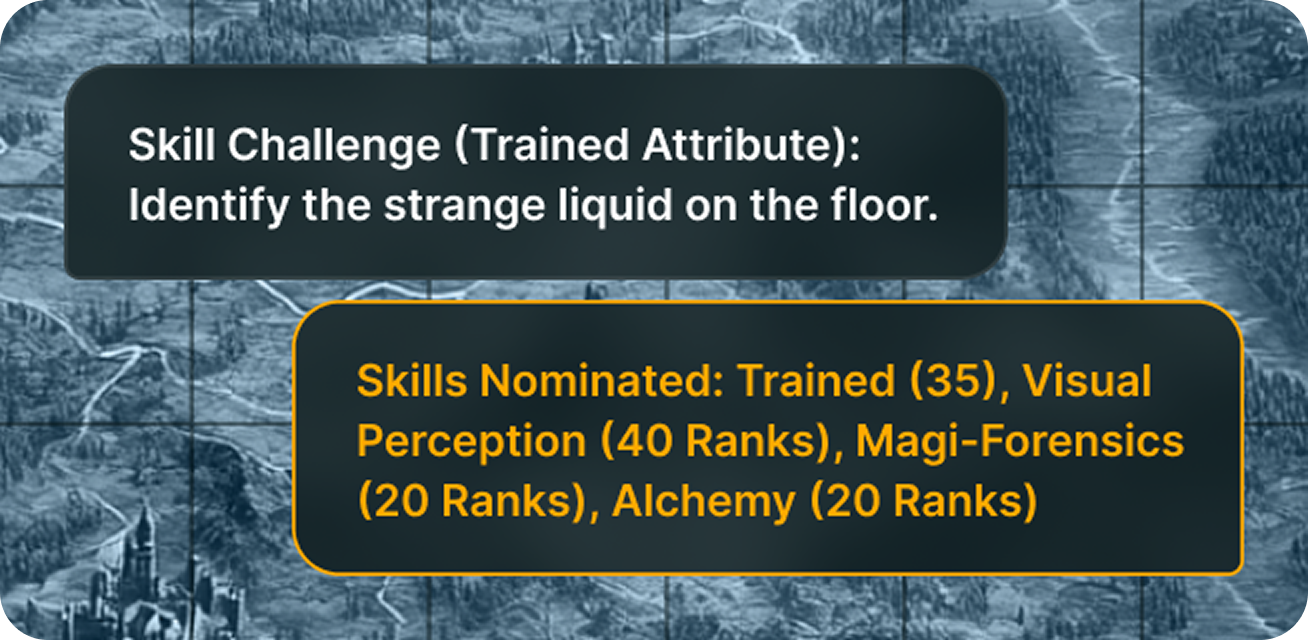 Skill Challenge (Trained Attribute):
Identify the strange liquid on the floor.
Skills Nominated: Trained (35), Visual
Perception (40 Ranks), Magi-Forensics
(20 Ranks), Alchemy (20 Ranks)